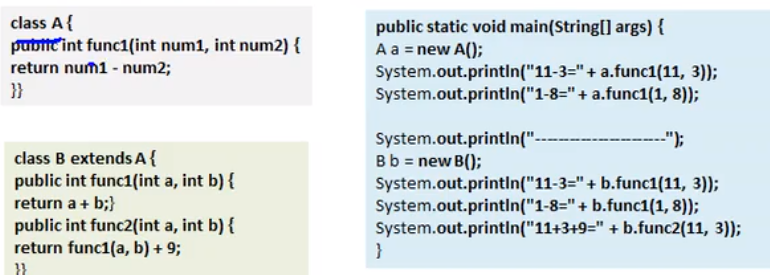 class A {
public int func1(int num1, int num2) {
return num1 - num2;
}}
class B extends A {
public int func1(int a, int b) {
return a + b;}
public int func2(int a, int b) {
return func1(a, b) + 9;
}}
public static void main(String[] args) {
A a = new A();
System.out.println("11-3=" + a.func1(11, 3));
System.out.println("1-8=" + a.func1(1, 8));
System.out.println("-----------------------");
B b = new B();
System.out.println("11-3=" + b.func1(11, 3));
System.out.println("1-8=" + b.func1(1, 8));
System.out.println("11+3+9=" + b.func2(11, 3));
}